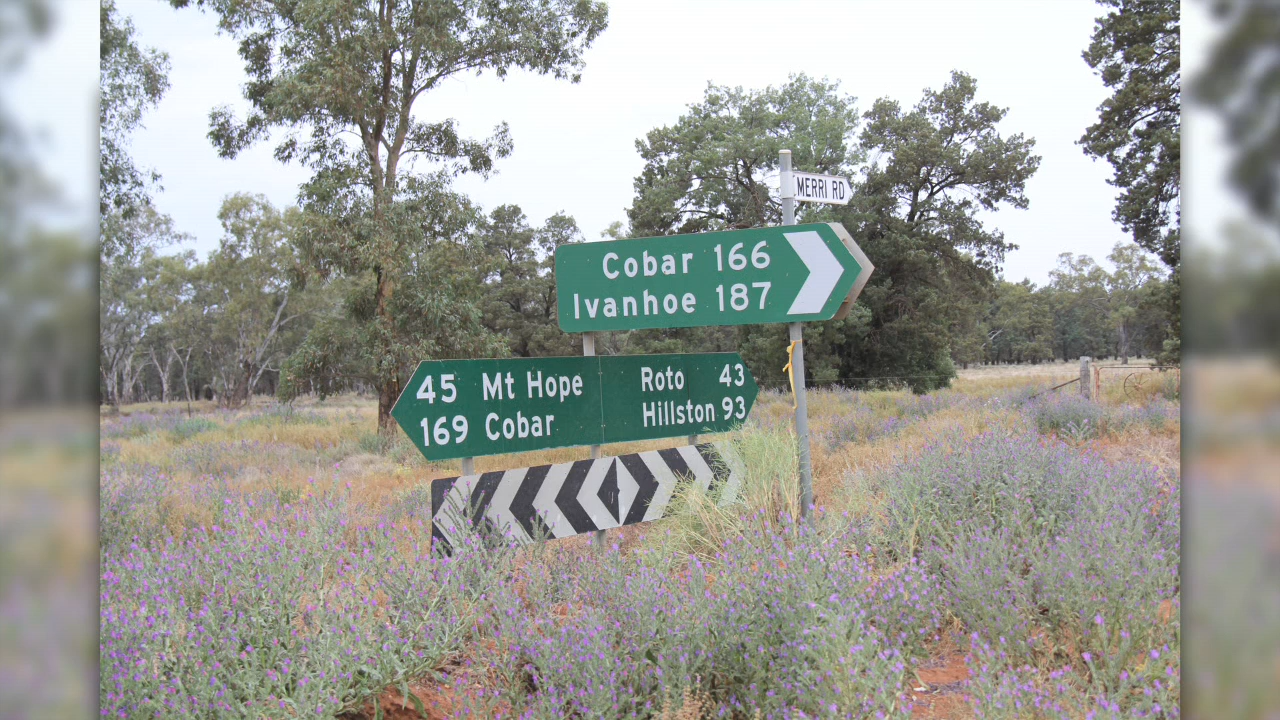 MERRI RD
Cobar 166
Ivanhoe 187
45 Mt Hope
169 Cobar
Roto 43
Hillston 93